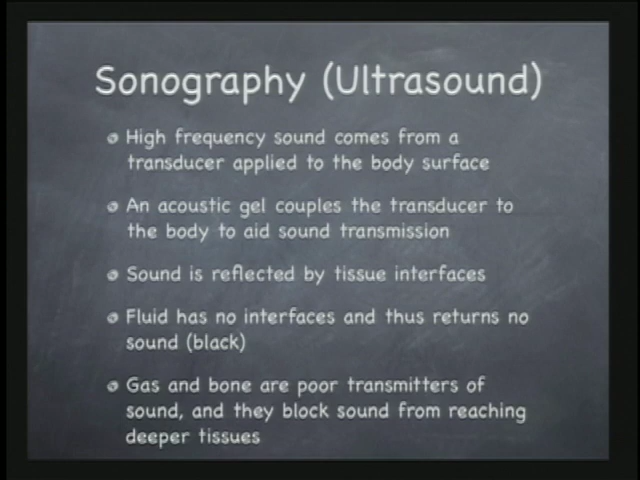 Sonography (Ultrasound)
High frequency sound comes from a
transducer applied to the body surface
An acoustic gel couples the transducer to
the body to aid sound transmission
Sound is reflected by tissue interfaces
Fluid has no interfaces and thus returns no
sound (black)
Gas and bone are poor transmitters of
sound, and they block sound from reaching
deeper tissues